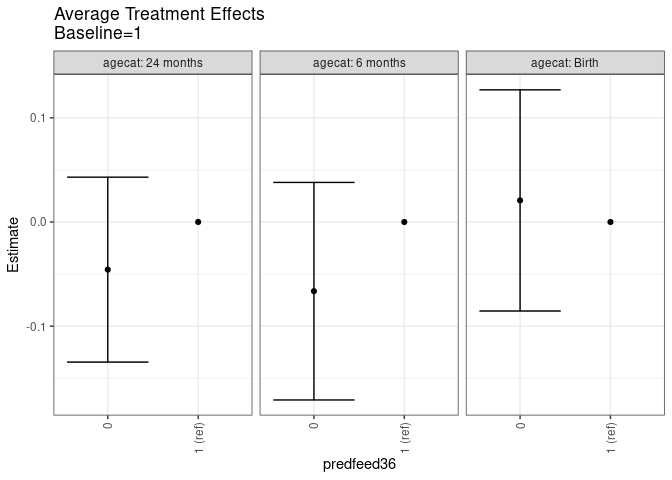 Average Treatment Effects
Baseline=1
agecat: 24 months
agecat: 6 months
agecat: Birth
0.1
0.0
-0.1
Estimate
0
1 (ref)
0
1 (ref)
0
1 (ref)
predfeed36